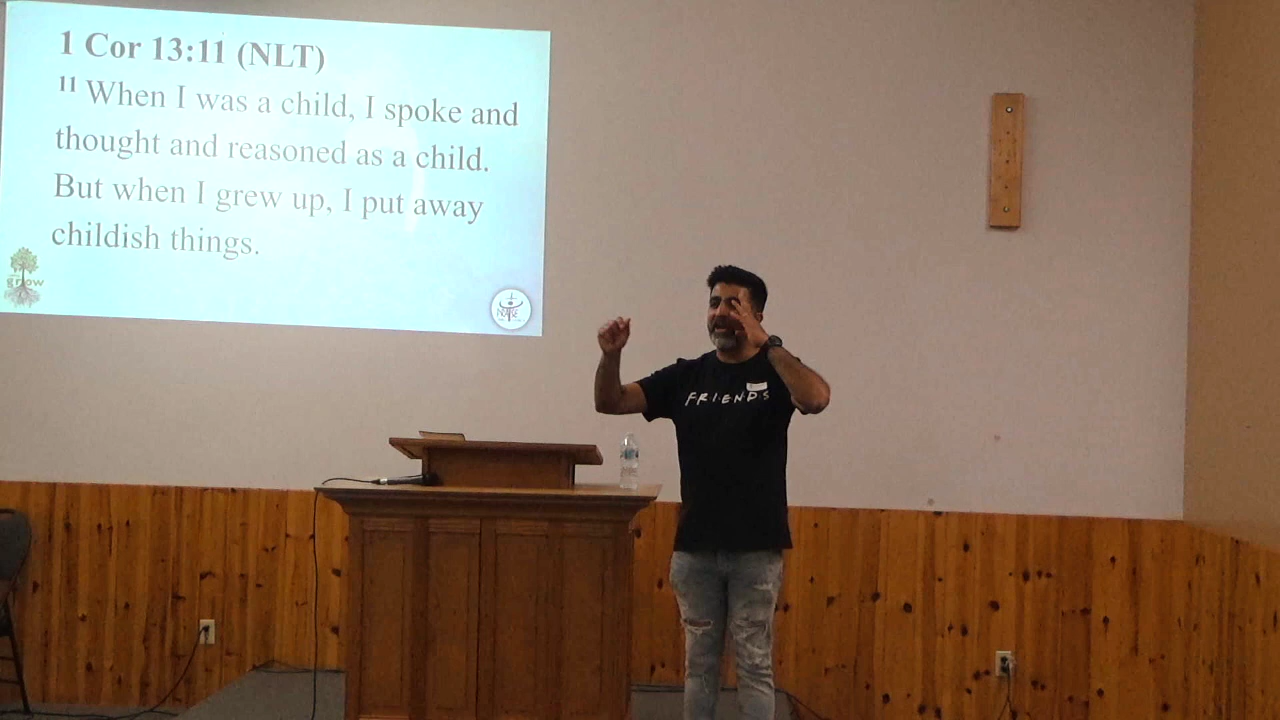 1 Cor 13:11 (NLT)
11 When I was a child, I spoke and
thought and reasoned as a child.
But when I grew up, I put away
childish things.
grow
F·R·I·E·N·D·S